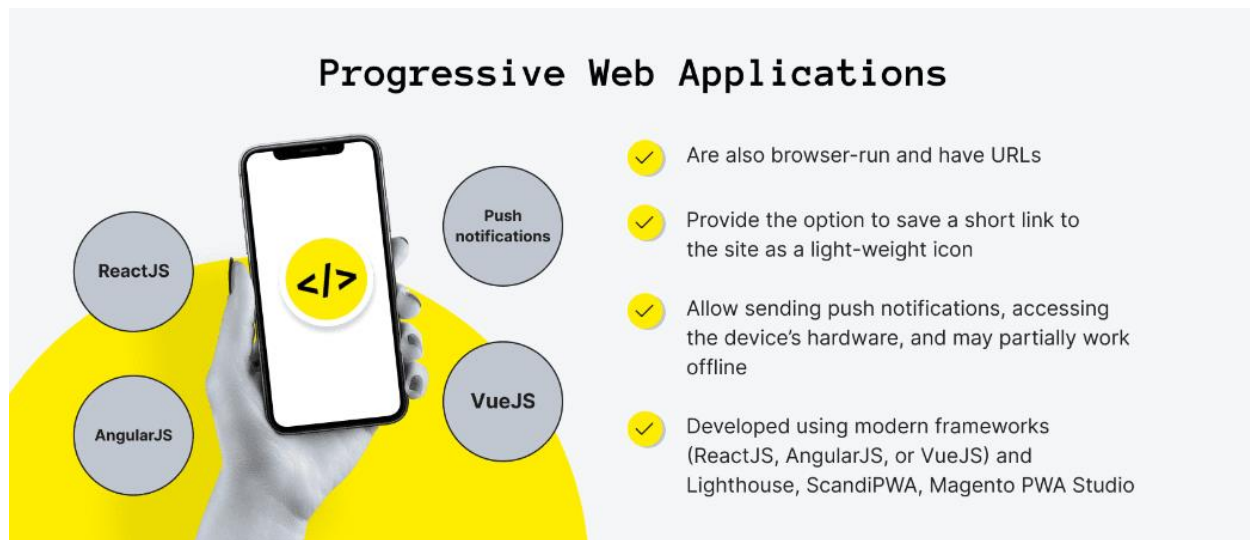 Progressive Web Applications
ReactJS
AngularJS
</>
Push
notifications
VueJS
Are also browser-run and have URLs
Provide the option to save a short link to
the site as a light-weight icon
Allow sending push notifications, accessing
the device’s hardware, and may partially work
offline
Developed using modern frameworks
(ReactJS, AngularJS, or VueJS) and
Lighthouse, ScandiPWA, Magento PWA Studio